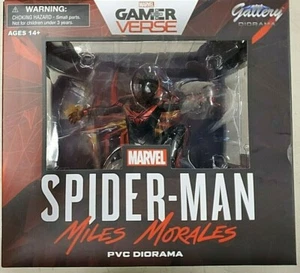 WARNING:
CHOKING HAZARD - Small parts.
Not for children under 3 years.
AGES 14+
MARVEL
GAMER
VERSE
Gallery
DIORAMA
MARVEL
SPIDER-MAN
MILES MORALES
PVC DIORAMA